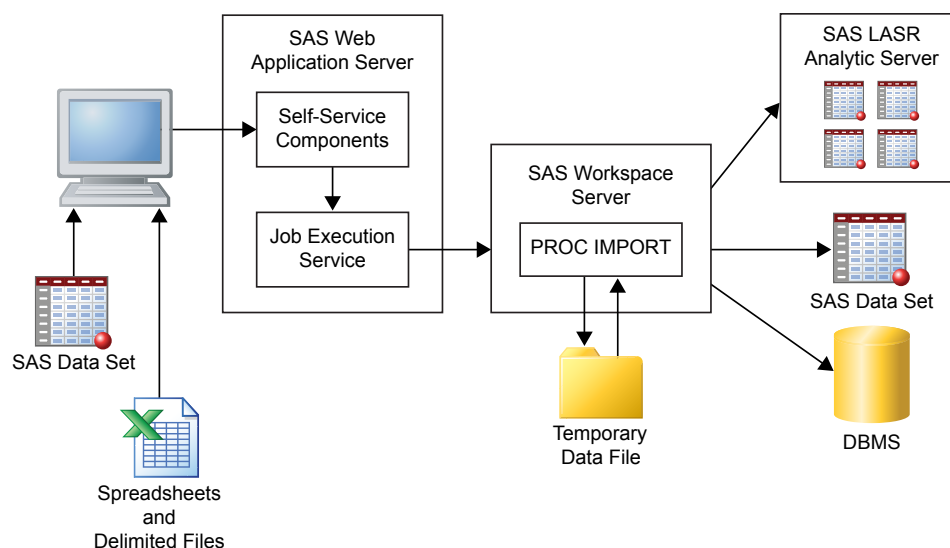 SAS Web
Application Server
Self-Service
Components
Job Execution
Service
SAS Data Set
Spreadsheets
and
Delimited Files
SAS Workspace
Server
PROC IMPORT
Temporary
Data File
SAS LASR
Analytic Server
SAS Data Set
DBMS